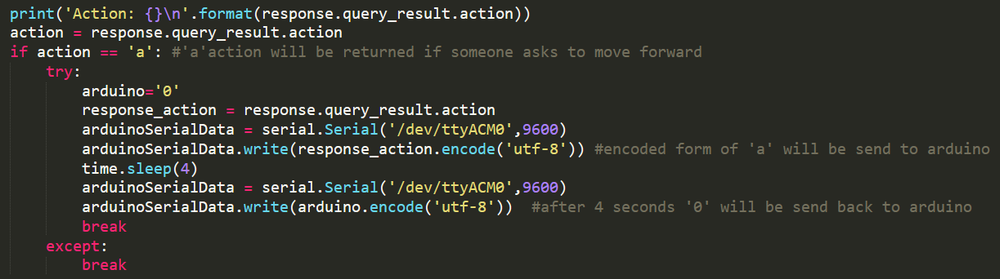 print('Action: {}\n'.format(response.query_result.action))
action = response.query_result.action
if action == 'a': #'a'action will be returned if someone asks to move forward
    try:
        arduino='0'
        response_action = response.query_result.action
        arduinoSerialData = serial.Serial('/dev/ttyACM0',9600)
        arduinoSerialData.write(response_action.encode('utf-8')) #encoded form of 'a' will be send to arduino
        time.sleep(4)
        arduinoSerialData = serial.Serial('/dev/ttyACM0',9600)
        arduinoSerialData.write(arduino.encode('utf-8'))  #after 4 seconds '0' will be send back to arduino
        break
    except:
        break